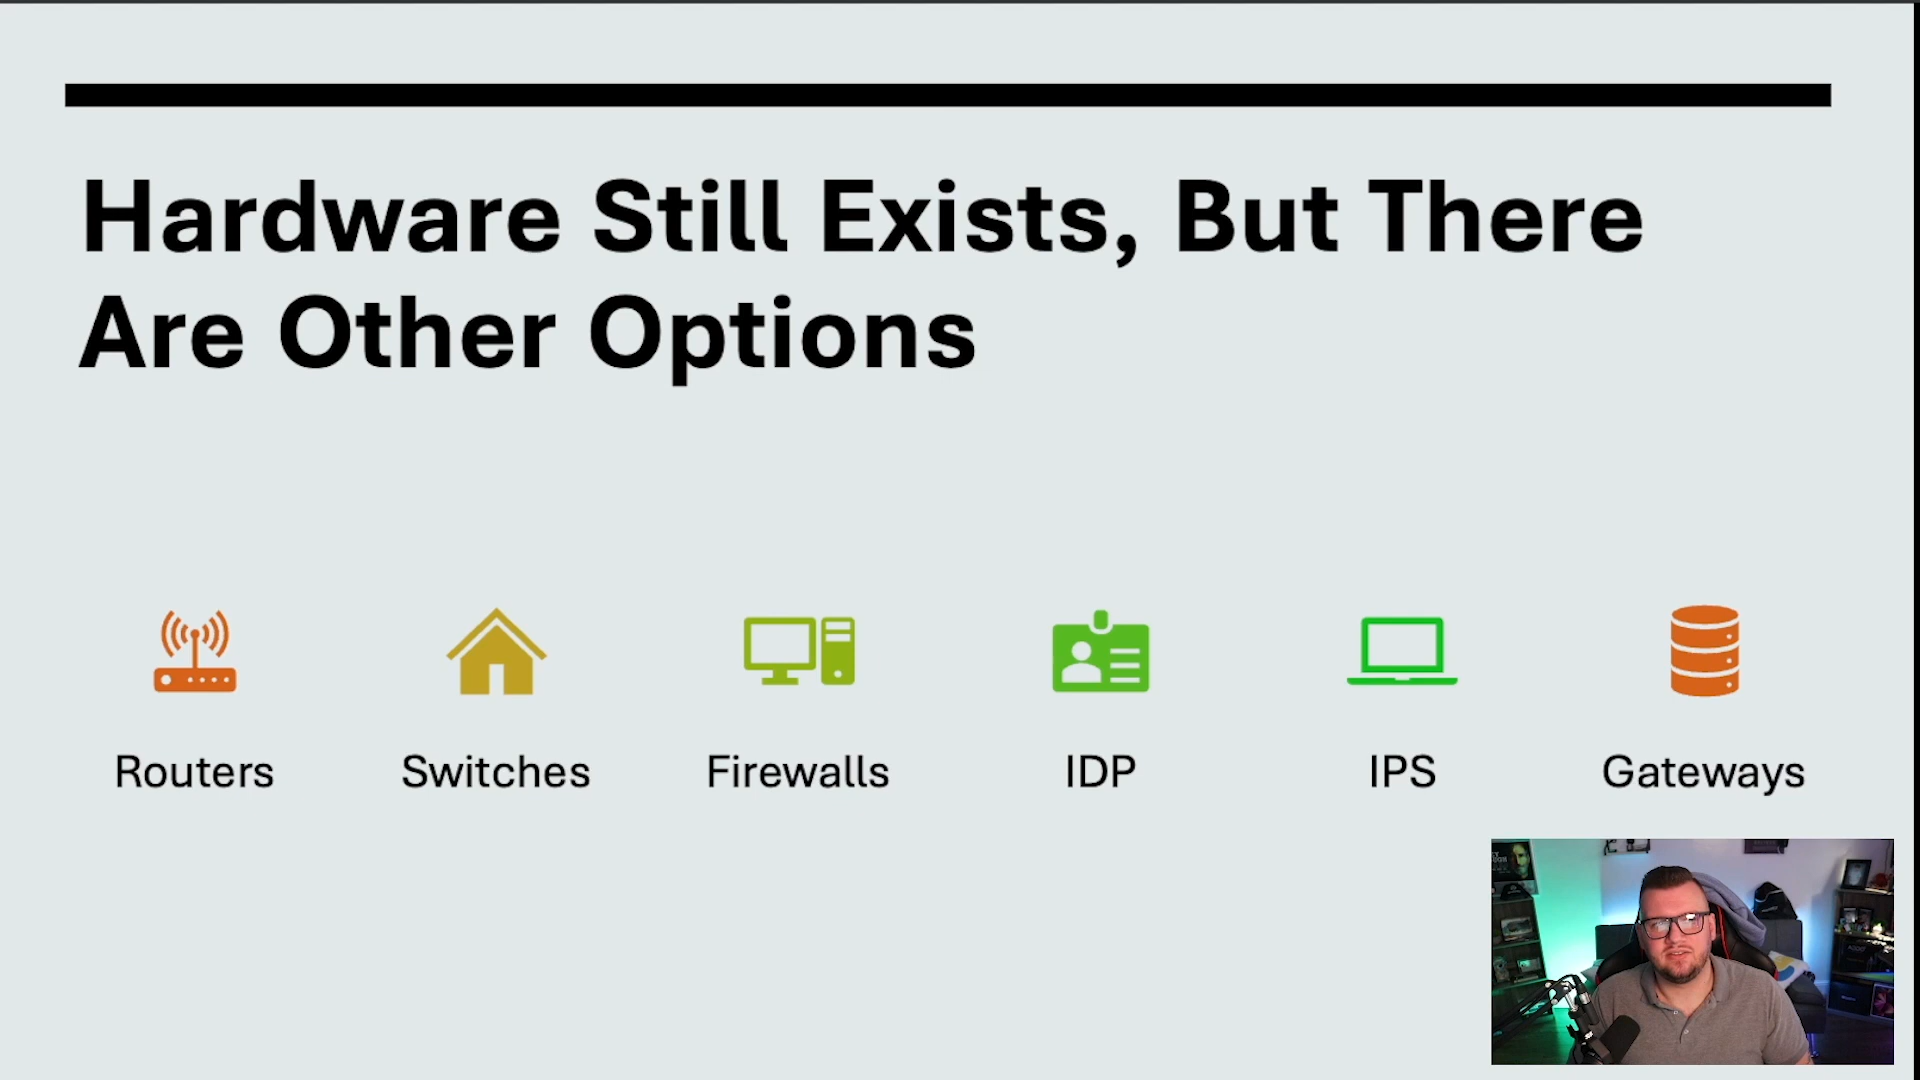 Hardware Still Exists, But There
Are Other Options
Routers
Switches
Firewalls
IDP
IPS
Gateways